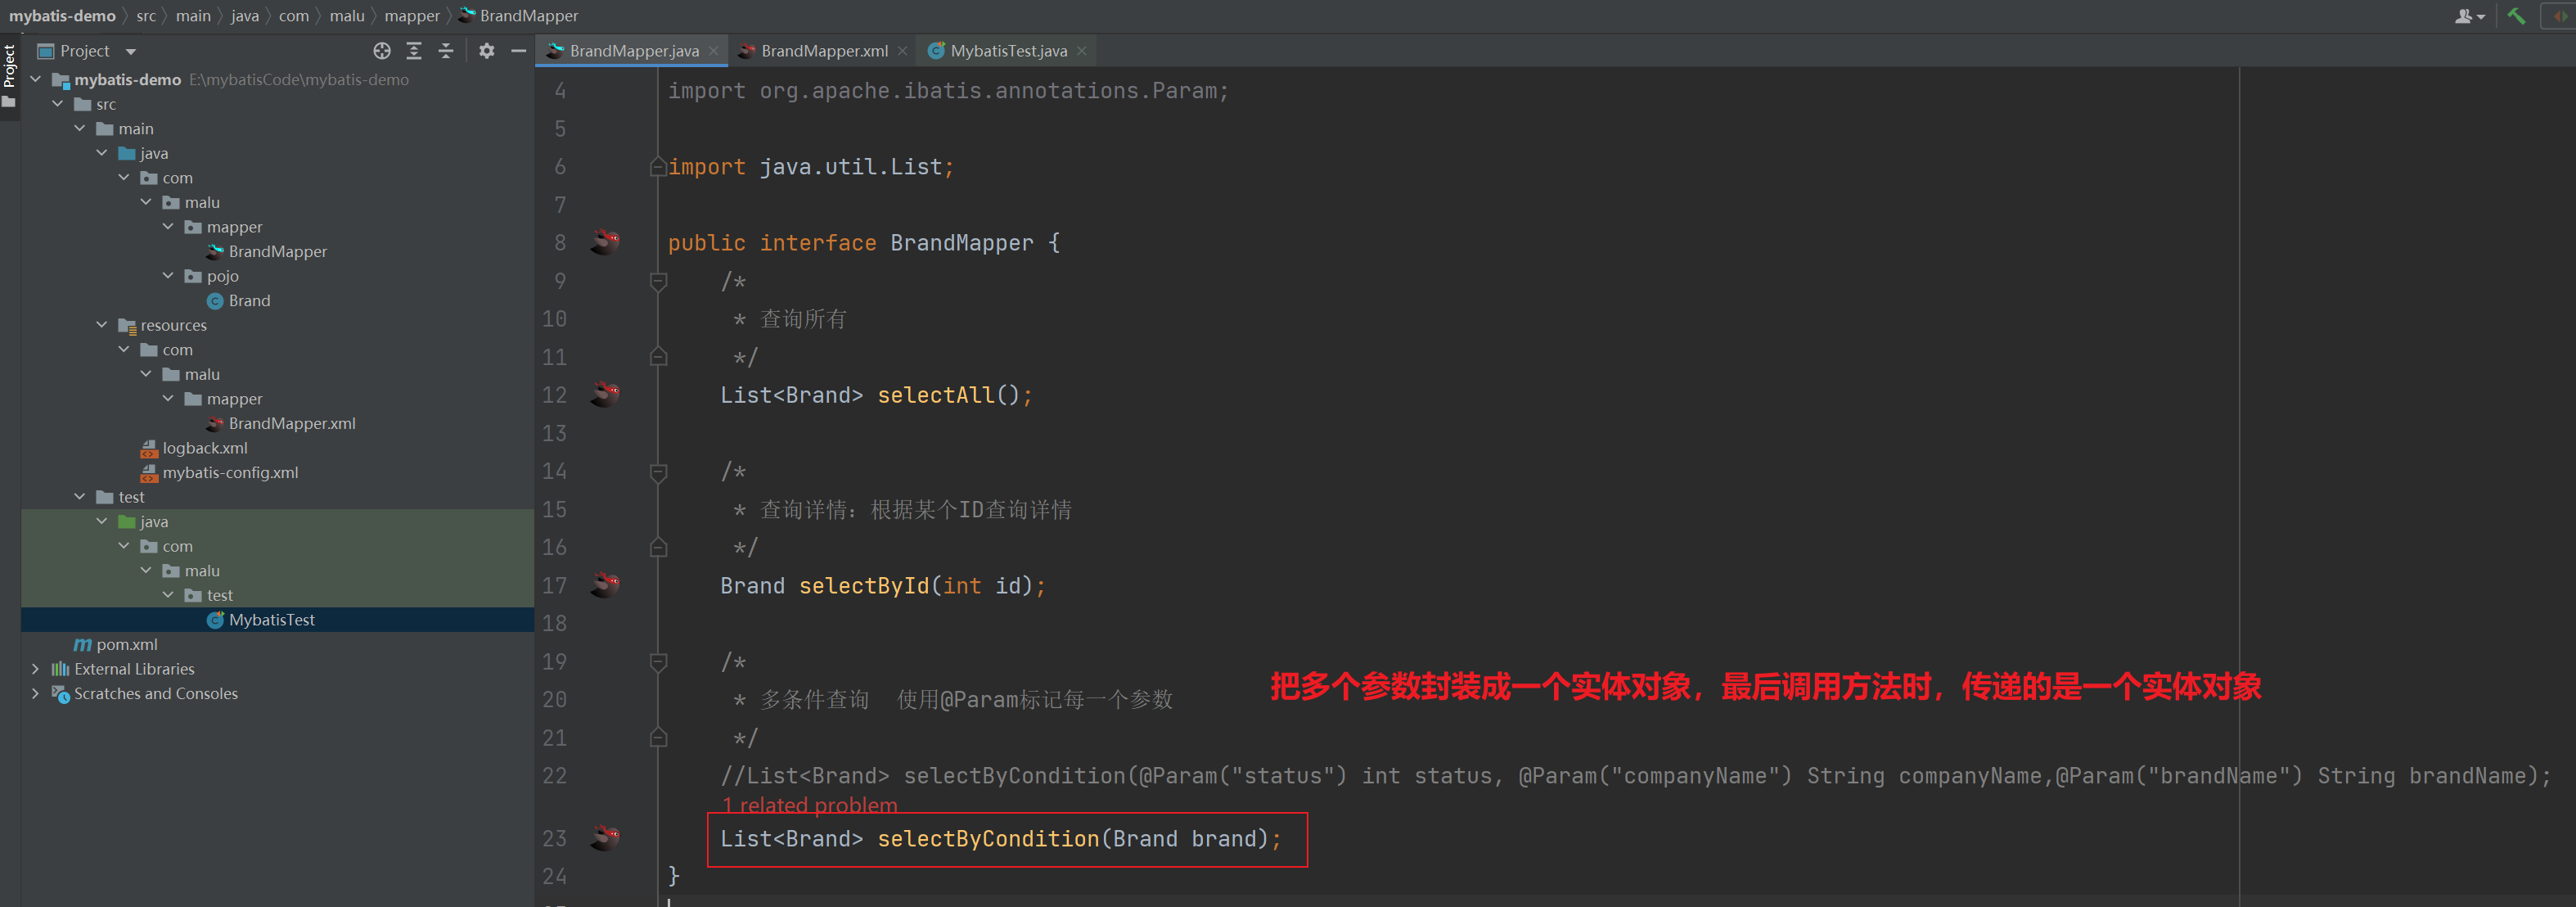 mybatis-demo src main java com malu mapper BrandMapper
Project
Project
BrandMapper.java BrandMapper.xml MybatisTest.java
mybatis-demo E:\mybatisCode\mybatis-demo
src
main
java
com
malu
mapper
BrandMapper
pojo
Brand
resources
com
malu
mapper
BrandMapper.xml
logback.xml
mybatis-config.xml
test
java
com
malu
test
MybatisTest
pom.xml
External Libraries
Scratches and Consoles
4 import org.apache.ibatis.annotations.Param;
5
6 import java.util.List;
7
8 public interface BrandMapper {
9 /*
10 * 查询所有
11 */
12 List<Brand> selectAll();
13
14 /*
15 * 查询详情：根据某个ID查询详情
16 */
17 Brand selectById(int id);
18
19 /*
20 * 多条件查询 使用@Param标记每一个参数
把多个参数封装成一个实体对象，最后调用方法时，传递的是一个实体对象
21 */
22 //List<Brand> selectByCondition(@Param("status") int status, @Param("companyName") String companyName,@Param("brandName") String brandName);
1 related problem
23 List<Brand> selectByCondition(Brand brand);
24 }